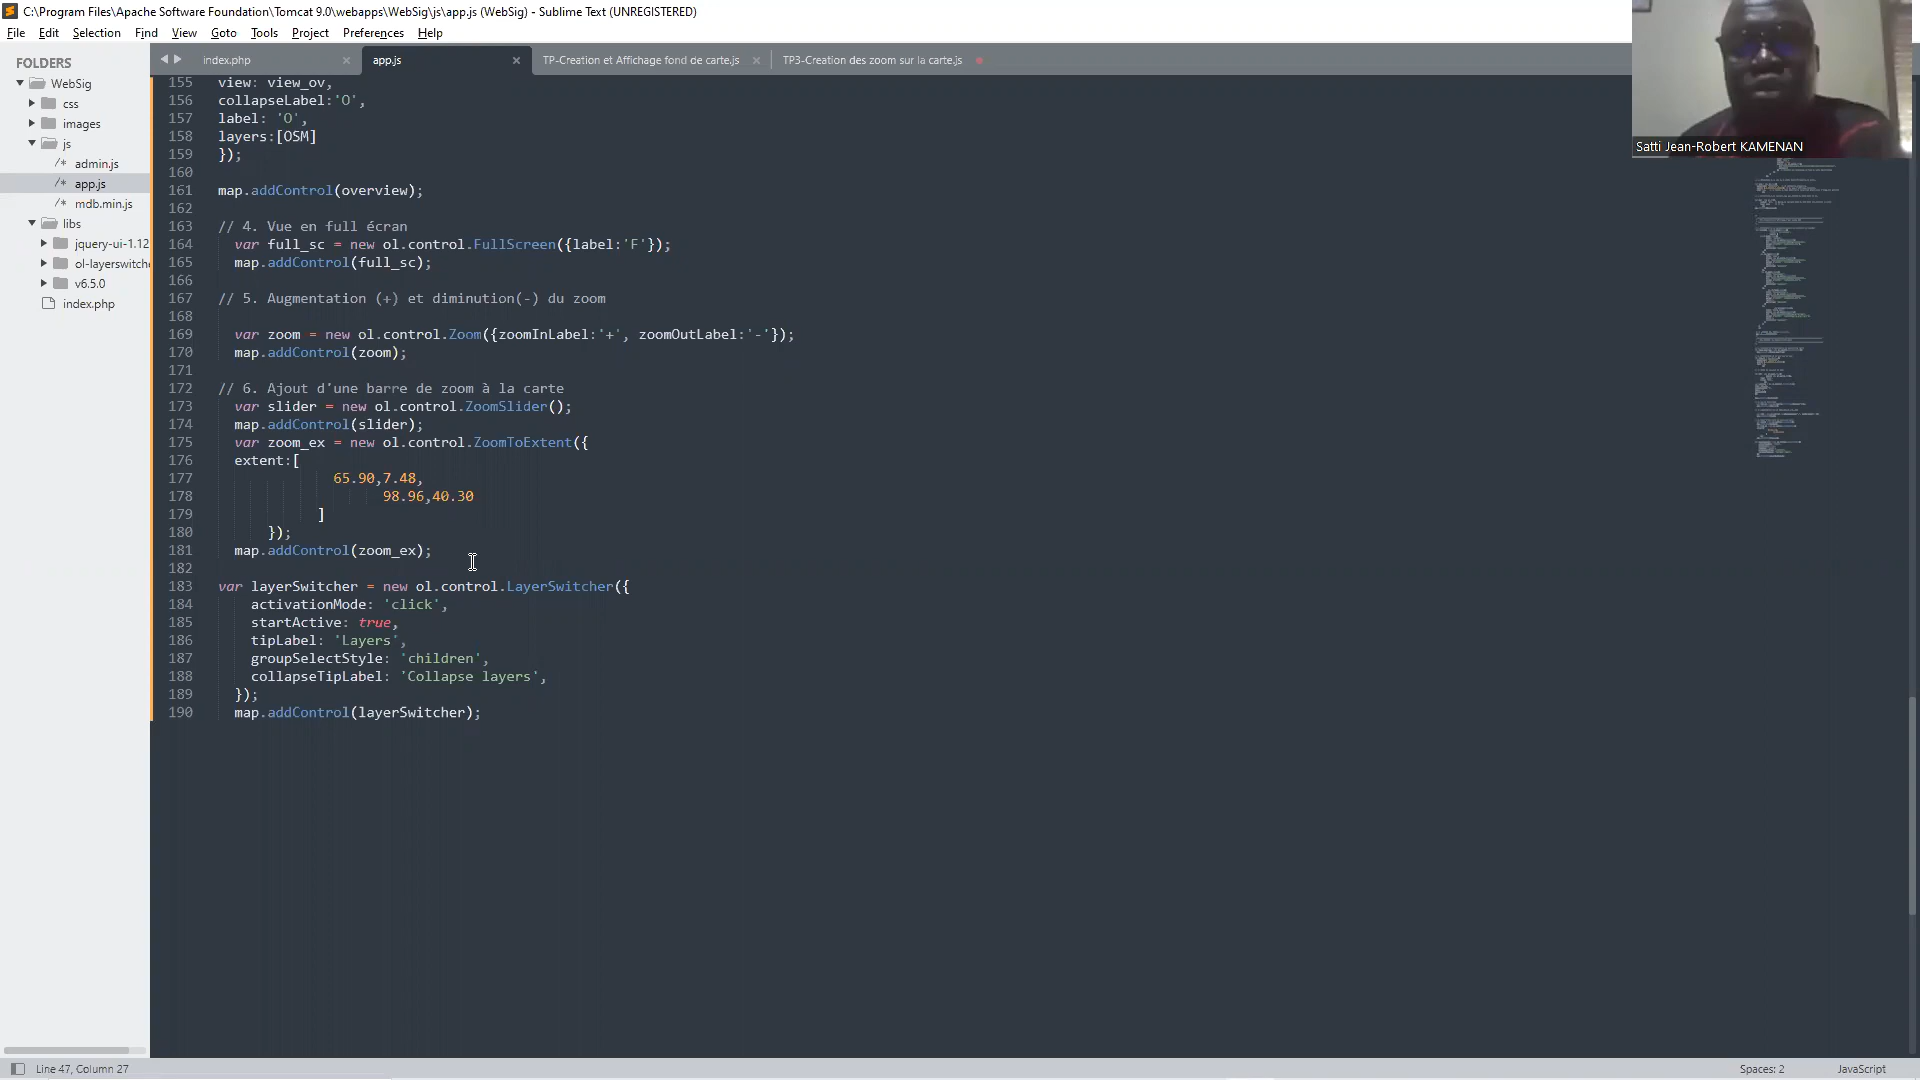 C:\Program Files\Apache Software Foundation\Tomcat 9.0\webapps\WebSig\js\app.js (WebSig) - Sublime Text (UNREGISTERED)
File Edit Selection Find View Goto Tools Project Preferences Help
FOLDERS
WebSig
css
images
js
/* admin.js
/* app.js
/* mdb.min.js
libs
jquery-ui-1.12
ol-layerswitche
v6.5.0
index.php
index.php
app.js
TP-Creation et Affichage fond de carte.js
TP3-Creation des zoom sur la carte.js
155 view: view_ov,
156 collapseLabel:'O',
157 label: 'O',
158 layers:[OSM]
159 });
160
161 map.addControl(overview);
162
163 // 4. Vue en full écran
164 var full_sc = new ol.control.FullScreen({label:'F'});
165 map.addControl(full_sc);
166
167 // 5. Augmentation (+) et diminution(-) du zoom
168
169 var zoom = new ol.control.Zoom({zoomInLabel:'+', zoomOutLabel:'-'});
170 map.addControl(zoom);
171
172 // 6. Ajout d'une barre de zoom à la carte
173 var slider = new ol.control.ZoomSlider();
174 map.addControl(slider);
175 var zoom_ex = new ol.control.ZoomToExtent({
176 extent:[
177 65.90,7.48,
178 98.96,40.30
179 ]
180 });
181 map.addControl(zoom_ex);
182
183 var layerSwitcher = new ol.control.LayerSwitcher({
184 activationMode: 'click',
185 startActive: true,
186 tipLabel: 'Layers',
187 groupSelectStyle: 'children',
188 collapseTipLabel: 'Collapse layers',
189 });
190 map.addControl(layerSwitcher);
Satti Jean-Robert KAMENAN
Line 47, Column 27
Spaces: 2
JavaScript